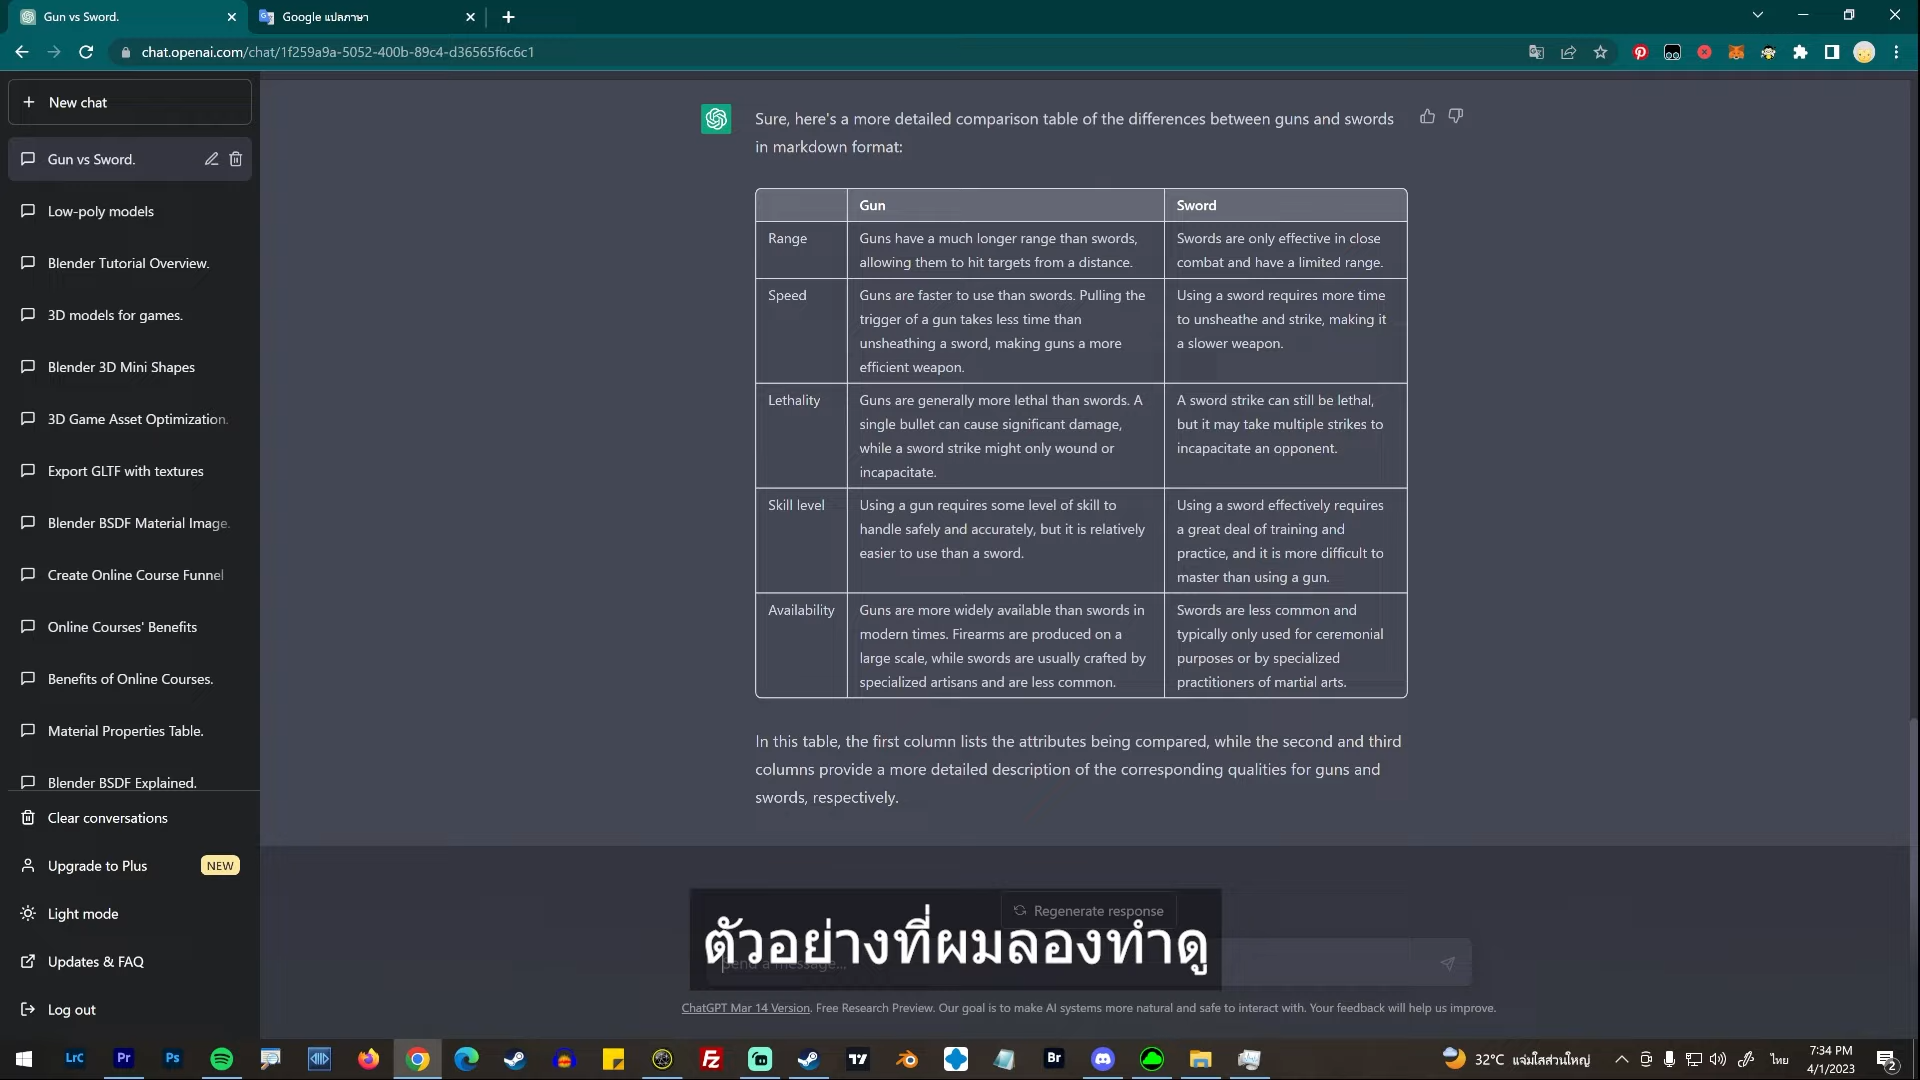 Gun vs Sword.
Google แปลภาษา
chat.openai.com/chat/1f259a9a-5052-400b-89c4-d36565f6c6c1
New chat
Gun vs Sword.
Low-poly models
Blender Tutorial Overview.
3D models for games.
Blender 3D Mini Shapes
3D Game Asset Optimization.
Export GLTF with textures
Blender BSDF Material Image.
Create Online Course Funnel
Online Courses' Benefits
Benefits of Online Courses.
Material Properties Table.
Blender BSDF Explained.
Clear conversations
Upgrade to Plus NEW
Light mode
Updates & FAQ
Log out
Sure, here's a more detailed comparison table of the differences between guns and swords
in markdown format:
Gun Sword
Range
Guns have a much longer range than swords,
allowing them to hit targets from a distance.
Swords are only effective in close
combat and have a limited range.
Speed
Guns are faster to use than swords. Pulling the
trigger of a gun takes less time than
unsheathing a sword, making guns a more
efficient weapon.
Using a sword requires more time
to unsheathe and strike, making it
a slower weapon.
Lethality
Guns are generally more lethal than swords. A
single bullet can cause significant damage,
while a sword strike might only wound or
incapacitate.
A sword strike can still be lethal,
but it may take multiple strikes to
incapacitate an opponent.
Skill level
Using a gun requires some level of skill to
handle safely and accurately, but it is relatively
easier to use than a sword.
Using a sword effectively requires
a great deal of training and
practice, and it is more difficult to
master than using a gun.
Availability
Guns are more widely available than swords in
modern times. Firearms are produced on a
large scale, while swords are usually crafted by
specialized artisans and are less common.
Swords are less common and
typically only used for ceremonial
purposes or by specialized
practitioners of martial arts.
In this table, the first column lists the attributes being compared, while the second and third
columns provide a more detailed description of the corresponding qualities for guns and
swords, respectively.
Regenerate response
ตัวอย่างที่ผมลองทำดู
Send a message...
ChatGPT Mar 14 Version. Free Research Preview. Our goal is to make AI systems more natural and safe to interact with. Your feedback will help us improve.
LrC
Pr
Ps
Fz
Br
32°C แจ่มใสส่วนใหญ่
ไทย
7:34 PM
4/1/2023
2